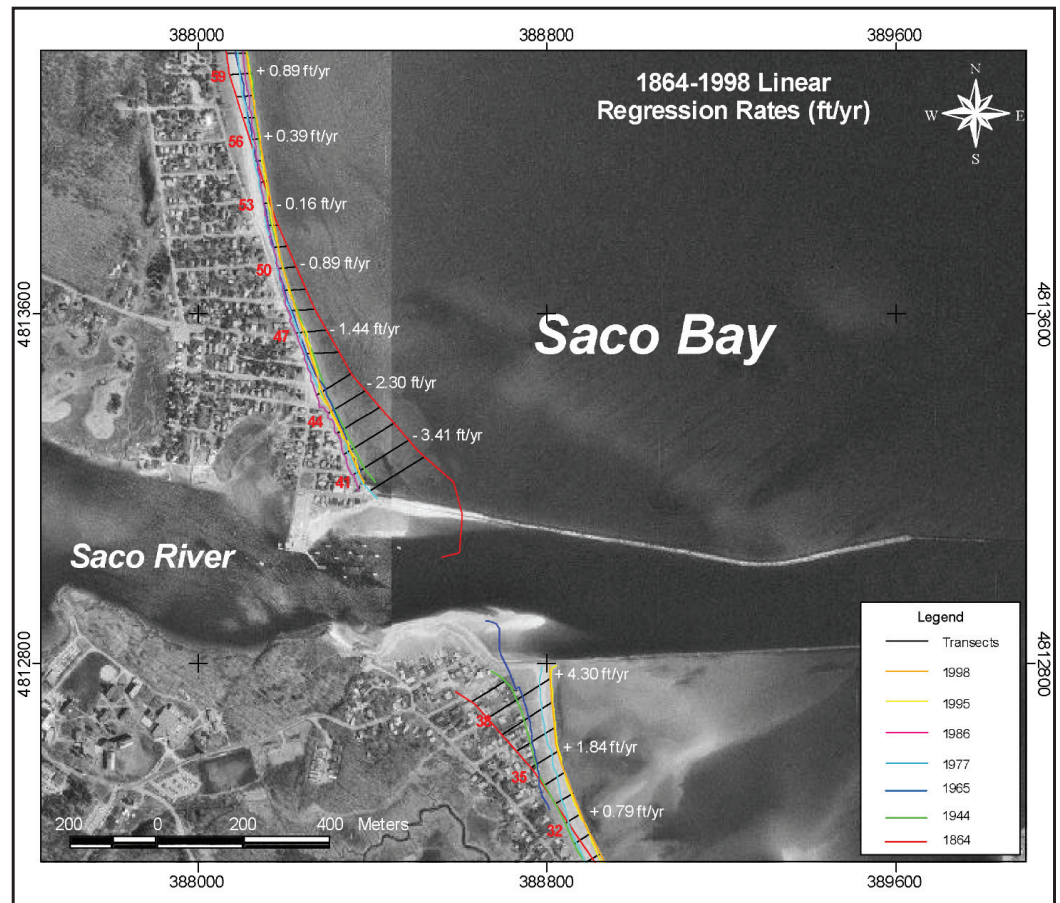 388000 388800 389600
1864-1998 Linear
Regression Rates (ft/yr)
N
W E
S
59 + 0.89 ft/yr
56 + 0.39 ft/yr
53 - 0.16 ft/yr
50 - 0.89 ft/yr
4813600 4813600
47 - 1.44 ft/yr
Saco Bay
- 2.30 ft/yr
44
- 3.41 ft/yr
41
Saco River
Legend
Transects
1998
1995
1986
1977
1965
1944
1864
4812800 4812800
+ 4.30 ft/yr
38
+ 1.84 ft/yr
35
+ 0.79 ft/yr
32
200 0 200 400 Meters
388000 388800 389600